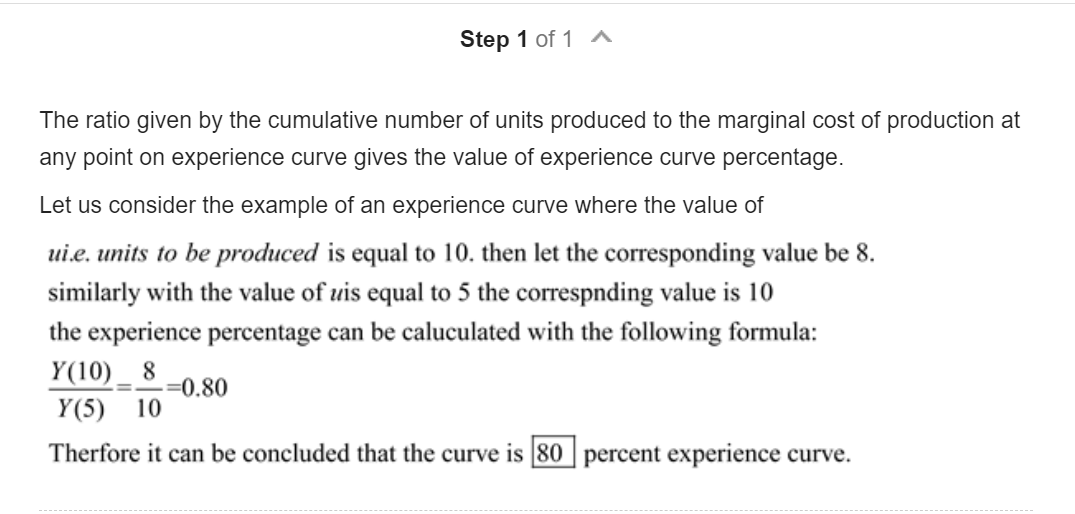 Step 1 of 1
The ratio given by the cumulative number of units produced to the marginal cost of production at
any point on experience curve gives the value of experience curve percentage.
Let us consider the example of an experience curve where the value of
ui.e. units to be produced is equal to 10. then let the corresponding value be 8.
similarly with the value of uis equal to 5 the correspnding value is 10
the experience percentage can be caluculated with the following formula:
Y(10)/Y(5) = 8/10 =0.80
Therfore it can be concluded that the curve is 80 percent experience curve.